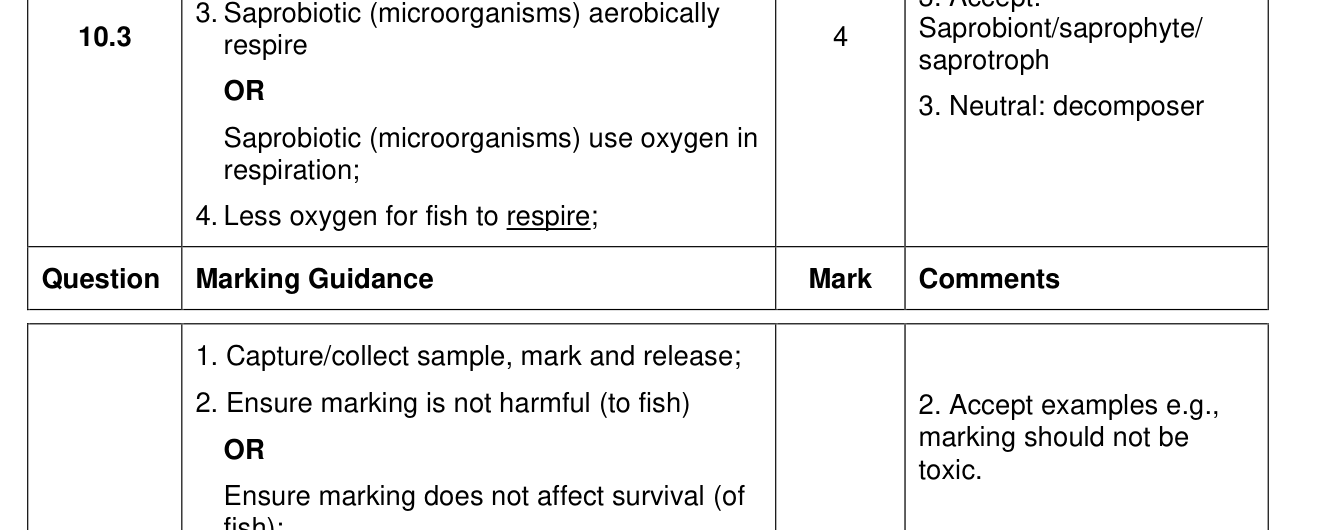 10.3
3. Saprobiotic (microorganisms) aerobically
respire
OR
Saprobiotic (microorganisms) use oxygen in
respiration;
4. Less oxygen for fish to respire;
4
3. Accept:
Saprobiont/saprophyte/
saprotroph
3. Neutral: decomposer
Question Marking Guidance Mark Comments
1. Capture/collect sample, mark and release;
2. Ensure marking is not harmful (to fish)
OR
Ensure marking does not affect survival (of
fish);
2. Accept examples e.g.,
marking should not be
toxic.